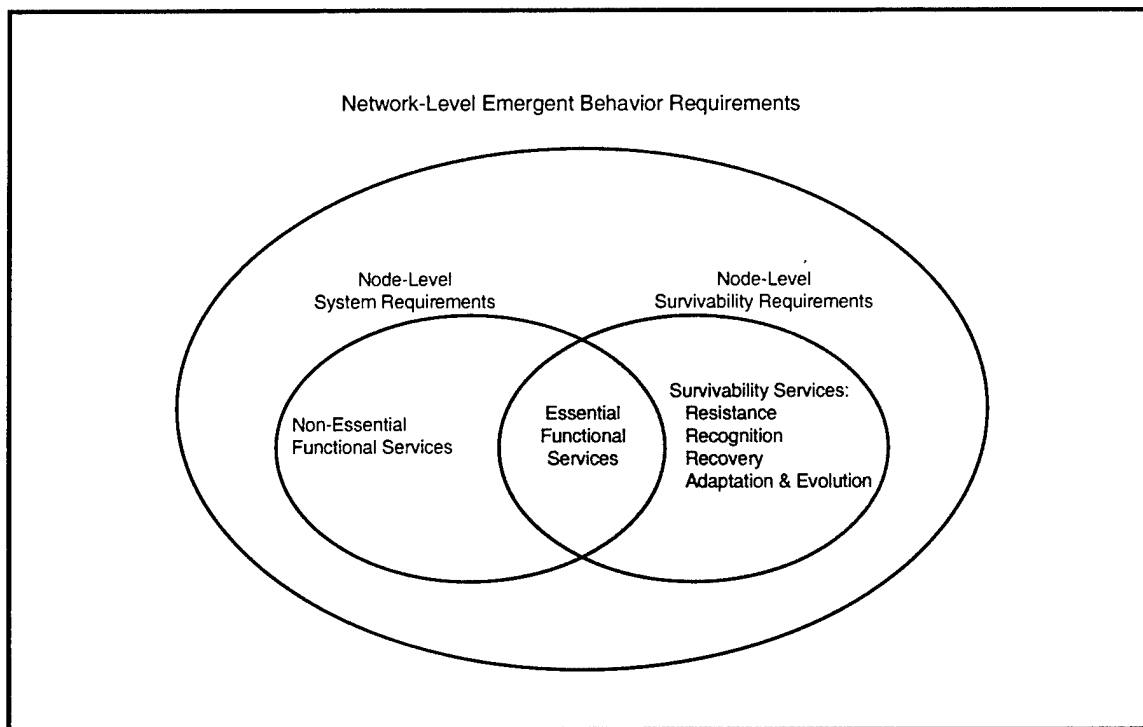 Network-Level Emergent Behavior Requirements
Node-Level
System Requirements
Node-Level
Survivability Requirements
Non-Essential
Functional Services
Essential
Functional
Services
Survivability Services:
Resistance
Recognition
Recovery
Adaptation & Evolution